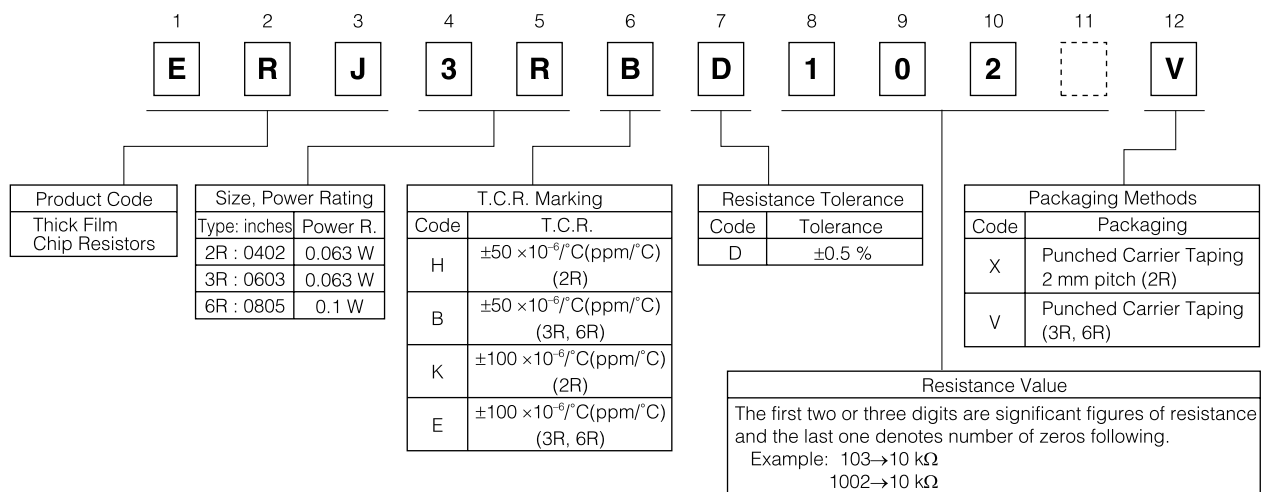 1 2 3 4 5 6 7 8 9 10 11 12
E R J 3 R B D 1 0 2 V
Product Code
Thick Film
Chip Resistors
Size, Power Rating
Type: inches Power R.
2R : 0402 0.063 W
3R : 0603 0.063 W
6R : 0805 0.1 W
T.C.R. Marking
Code T.C.R.
H ±50 ×10⁻⁶/°C(ppm/°C)
(2R)
B ±50 ×10⁻⁶/°C(ppm/°C)
(3R, 6R)
K ±100 ×10⁻⁶/°C(ppm/°C)
(2R)
E ±100 ×10⁻⁶/°C(ppm/°C)
(3R, 6R)
Resistance Tolerance
Code Tolerance
D ±0.5 %
Packaging Methods
Code Packaging
X Punched Carrier Taping
2 mm pitch (2R)
V Punched Carrier Taping
(3R, 6R)
Resistance Value
The first two or three digits are significant figures of resistance
and the last one denotes number of zeros following.
Example: 103→10 kΩ
1002→10 kΩ